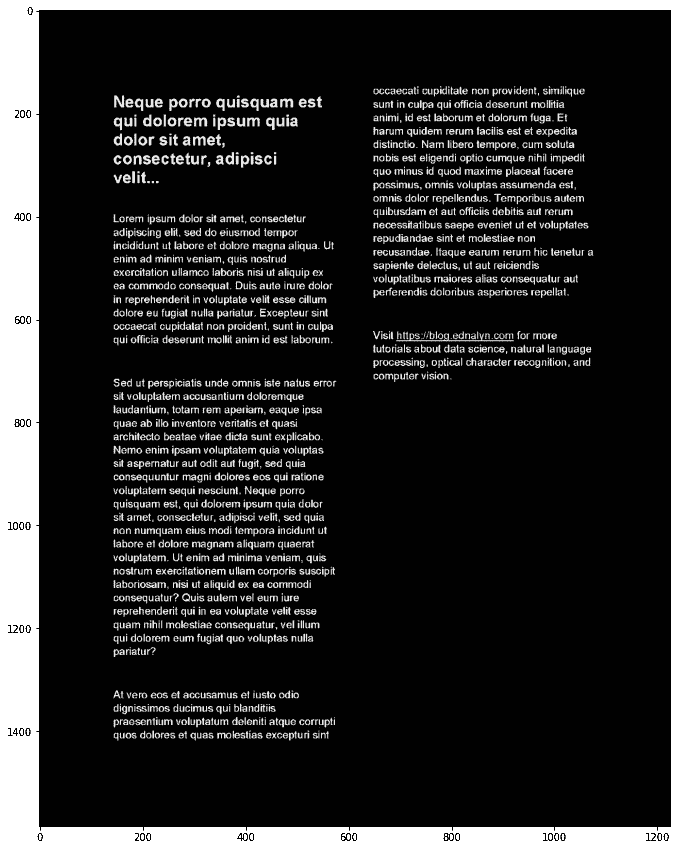 Neque porro quisquam est
qui dolorem ipsum quia
dolor sit amet,
consectetur, adipisci
velit...
Lorem ipsum dolor sit amet, consectetur
adipiscing elit, sed do eiusmod tempor
incididunt ut labore et dolore magna aliqua. Ut
enim ad minim veniam, quis nostrud
exercitation ullamco laboris nisi ut aliquip ex
ea commodo consequat. Duis aute irure dolor
in reprehenderit in voluptate velit esse cillum
dolore eu fugiat nulla pariatur. Excepteur sint
occaecat cupidatat non proident, sunt in culpa
qui officia deserunt mollit anim id est laborum.
Sed ut perspiciatis unde omnis iste natus error
sit voluptatem accusantium doloremque
laudantium, totam rem aperiam, eaque ipsa
quae ab illo inventore veritatis et quasi
architecto beatae vitae dicta sunt explicabo.
Nemo enim ipsam voluptatem quia voluptas
sit aspernatur aut odit aut fugit, sed quia
consequuntur magni dolores eos qui ratione
voluptatem sequi nesciunt. Neque porro
quisquam est, qui dolorem ipsum quia dolor
sit amet, consectetur, adipisci velit, sed quia
non numquam eius modi tempora incidunt ut
labore et dolore magnam aliquam quaerat
voluptatem. Ut enim ad minima veniam, quis
nostrum exercitationem ullam corporis suscipit
laboriosam, nisi ut aliquid ex ea commodi
consequatur? Quis autem vel eum iure
reprehenderit qui in ea voluptate velit esse
quam nihil molestiae consequatur, vel illum
qui dolorem eum fugiat quo voluptas nulla
pariatur?
At vero eos et accusamus et iusto odio
dignissimos ducimus qui blanditiis
praesentium voluptatum deleniti atque corrupti
quos dolores et quas molestias excepturi sint
occaecati cupiditate non provident, similique
sunt in culpa qui officia deserunt mollitia
animi, id est laborum et dolorum fuga. Et
harum quidem rerum facilis est et expedita
distinctio. Nam libero tempore, cum soluta
nobis est eligendi optio cumque nihil impedit
quo minus id quod maxime placeat facere
possimus, omnis voluptas assumenda est,
omnis dolor repellendus. Temporibus autem
quibusdam et aut officiis debitis aut rerum
necessitatibus saepe eveniet ut et voluptates
repudiandae sint et molestiae non
recusandae. Itaque earum rerum hic tenetur a
sapiente delectus, ut aut reiciendis
voluptatibus maiores alias consequatur aut
perferendis doloribus asperiores repellat.
Visit https://blog.ednalyn.com for more
tutorials about data science, natural language
processing, optical character recognition, and
computer vision.
0
200
400
600
800
1000
1200
1400
0 200 400 600 800 1000 1200